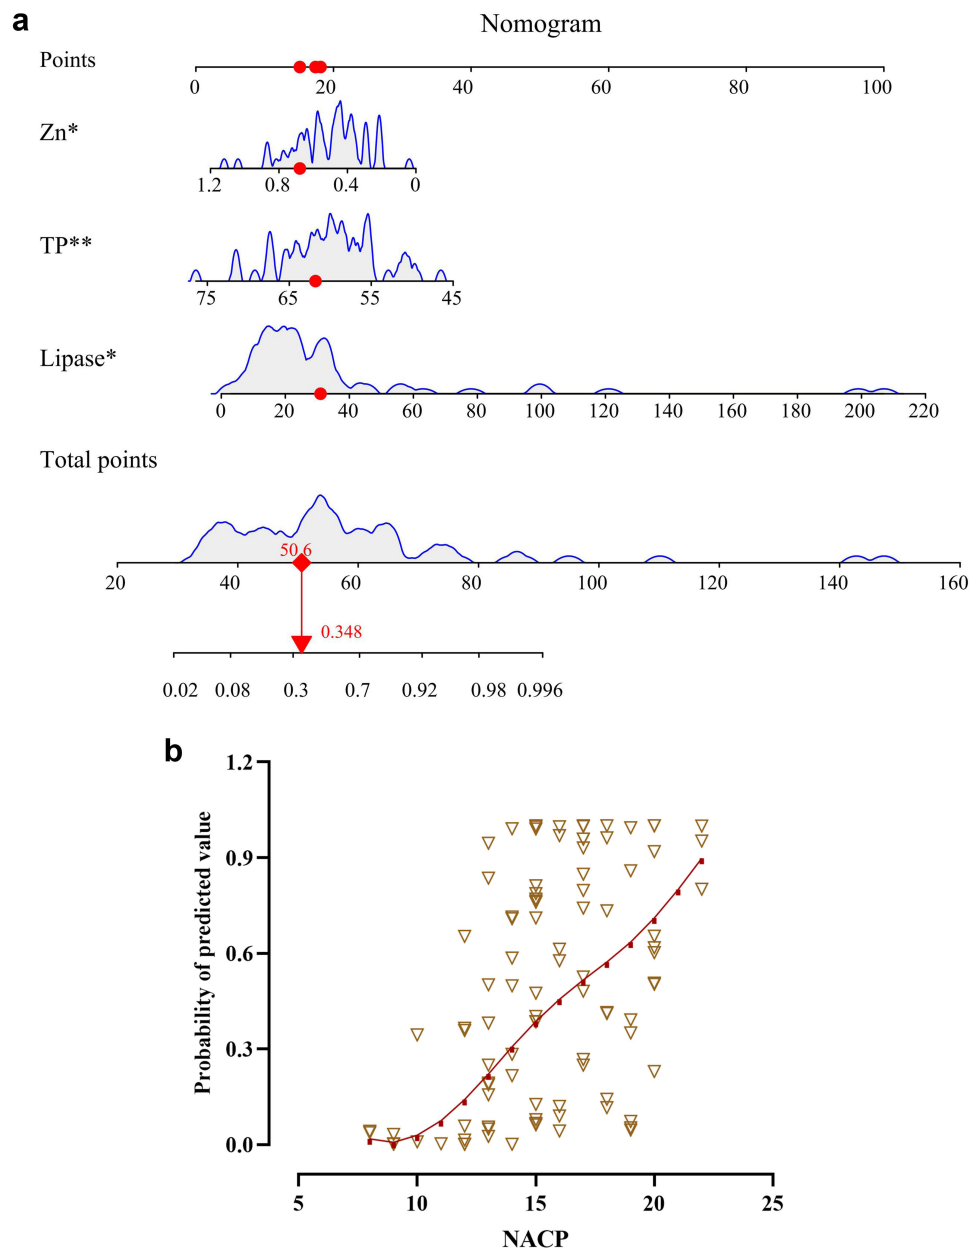 a
Nomogram
Points
0 20 40 60 80 100
Zn*
1.2 0.8 0.4 0
TP**
75 65 55 45
Lipase*
0 20 40 60 80 100 120 140 160 180 200 220
Total points
50.6
20 40 60 80 100 120 140 160
0.348
0.02 0.08 0.3 0.7 0.92 0.98 0.996
b
Probability of predicted value
1.2
0.9
0.6
0.3
0.0
5 10 15 20 25
NACP